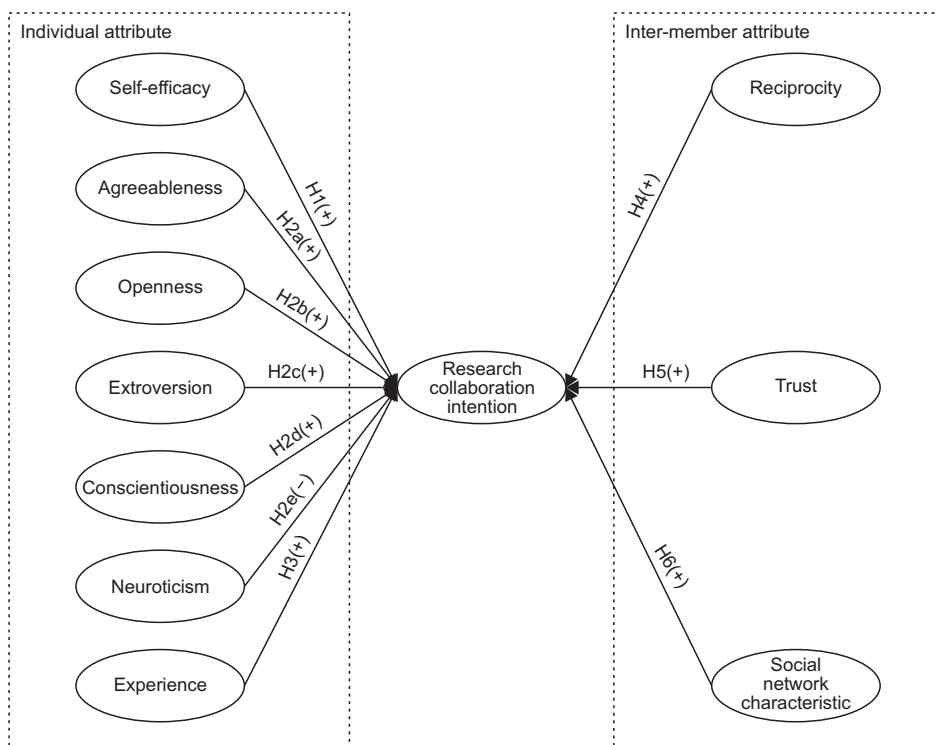 Individual attribute
Self-efficacy
Agreeableness
Openness
Extroversion
Conscientiousness
Neuroticism
Experience
H1(+)
H2a(+)
H2b(+)
H2c(+)
H2d(+)
H2e(−)
H3(+)
Research
collaboration
intention
Inter-member attribute
Reciprocity
Trust
Social
network
characteristic
H4(+)
H5(+)
H6(+)